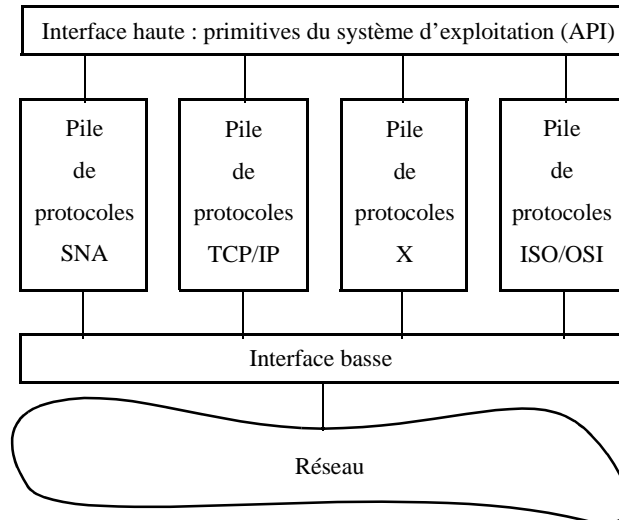 Interface haute : primitives du système d’exploitation (API)
Pile
de
protocoles
SNA
Pile
de
protocoles
TCP/IP
Pile
de
protocoles
X
Pile
de
protocoles
ISO/OSI
Interface basse
Réseau